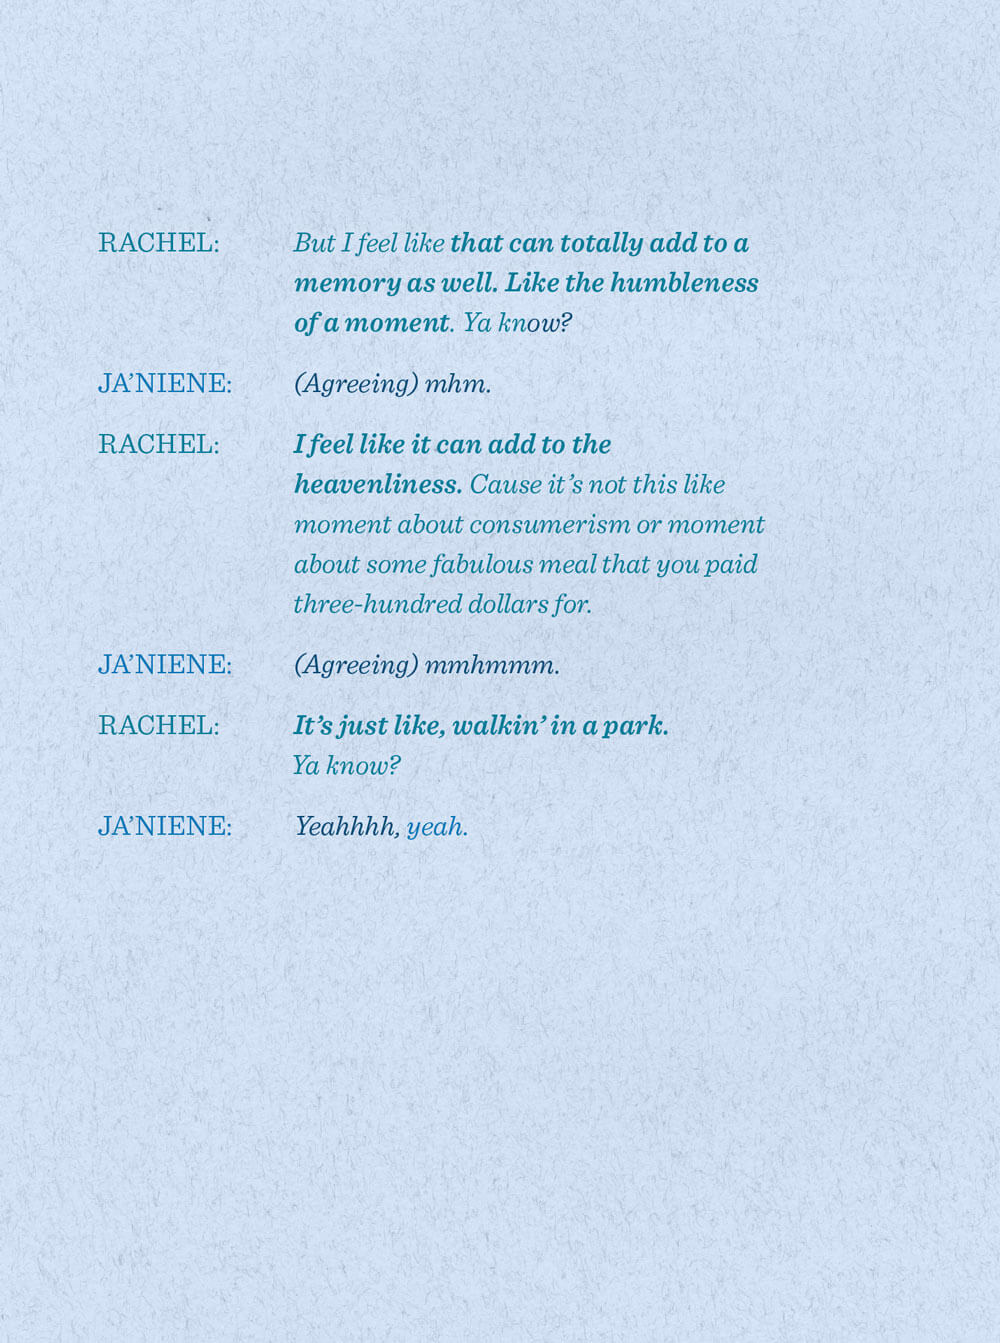 RACHEL: But I feel like that can totally add to a
memory as well. Like the humbleness
of a moment. Ya know?
JA’NIENE: (Agreeing) mhm.
RACHEL: I feel like it can add to the
heavenliness. Cause it’s not this like
moment about consumerism or moment
about some fabulous meal that you paid
three-hundred dollars for.
JA’NIENE: (Agreeing) mmhmmm.
RACHEL: It’s just like, walkin’ in a park.
Ya know?
JA’NIENE: Yeahhhh, yeah.